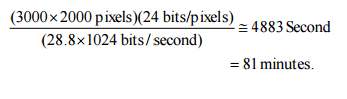 (3000×2000 pixels)(24 bits/pixels)
(28.8×1024 bits/second)
≅ 4883 Second
= 81 minutes.